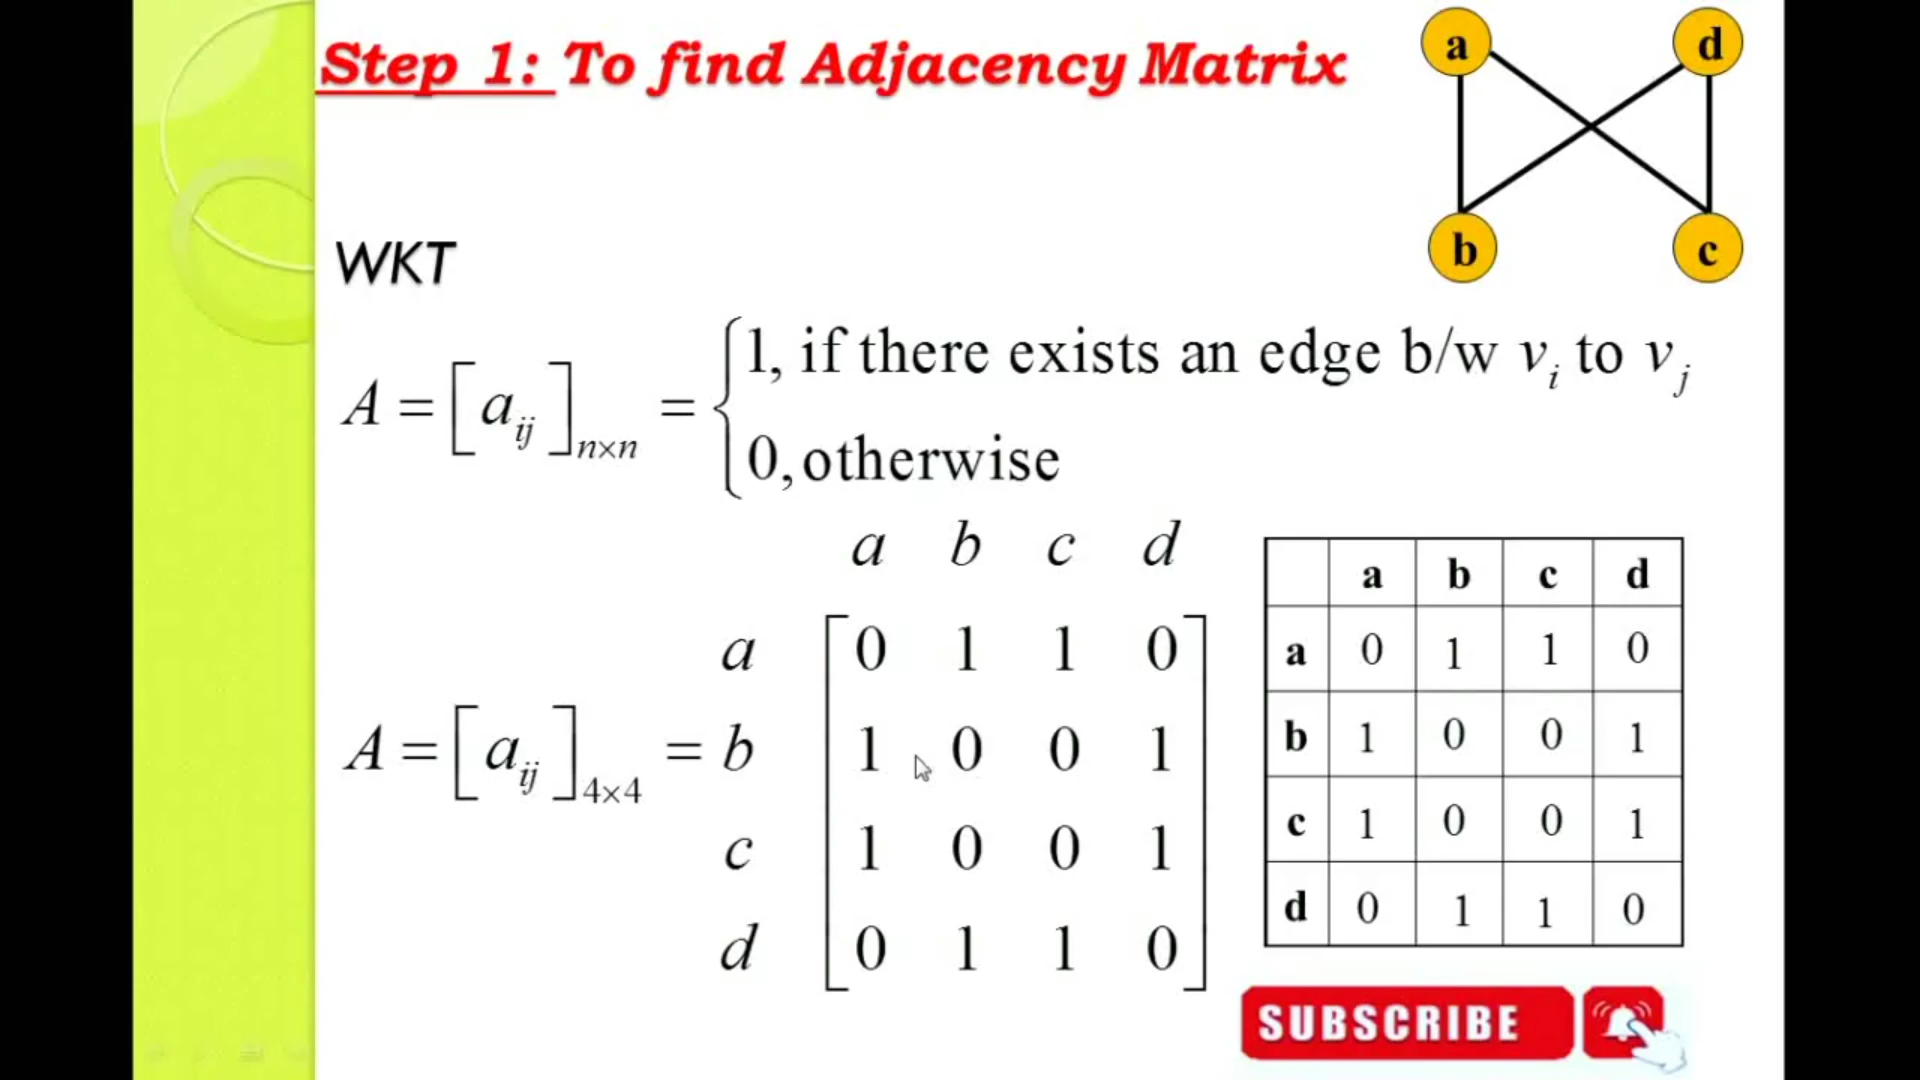 Step 1: To find Adjacency Matrix
a d
b c
WKT
A = [a_ij]_n×n = { 1, if there exists an edge b/w v_i to v_j
0, otherwise
a b c d
a 0 1 1 0
A = [a_ij]_4×4 = b 1 0 0 1
c 1 0 0 1
d 0 1 1 0
a b c d
a 0 1 1 0
b 1 0 0 1
c 1 0 0 1
d 0 1 1 0
SUBSCRIBE